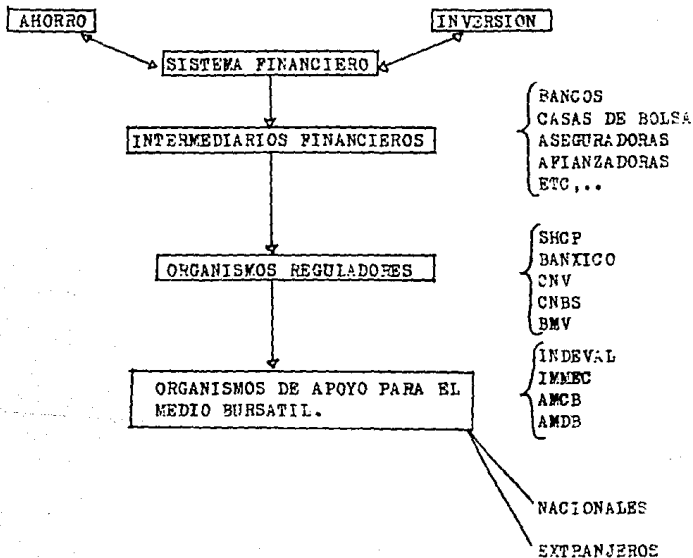 AHORRO
INVERSION
SISTEMA FINANCIERO
INTERMEDIARIOS FINANCIEROS
BANCOS
CASAS DE BOLSA
ASEGURADORAS
AFIANZADORAS
ETC,..
ORGANISMOS REGULADORES
SHCP
BANXICO
CNV
CNBS
BMV
ORGANISMOS DE APOYO PARA EL
MEDIO BURSATIL.
INDEVAL
IMMEC
AMCB
AMDB
NACIONALES
EXTRANJEROS